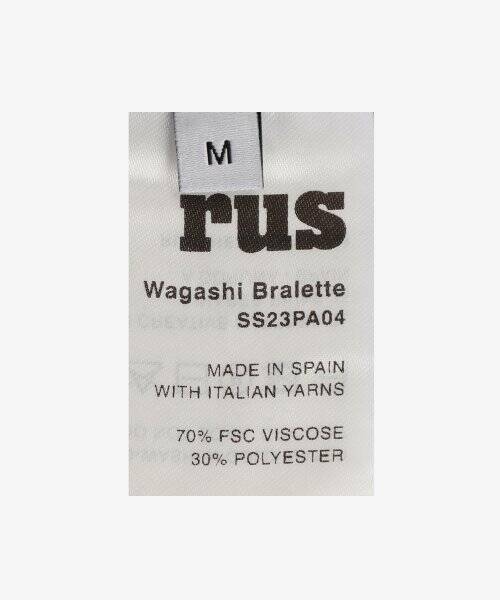 M
rus
Wagashi Bralette
SS23PA04
MADE IN SPAIN
WITH ITALIAN YARNS
70% FSC VISCOSE
30% POLYESTER